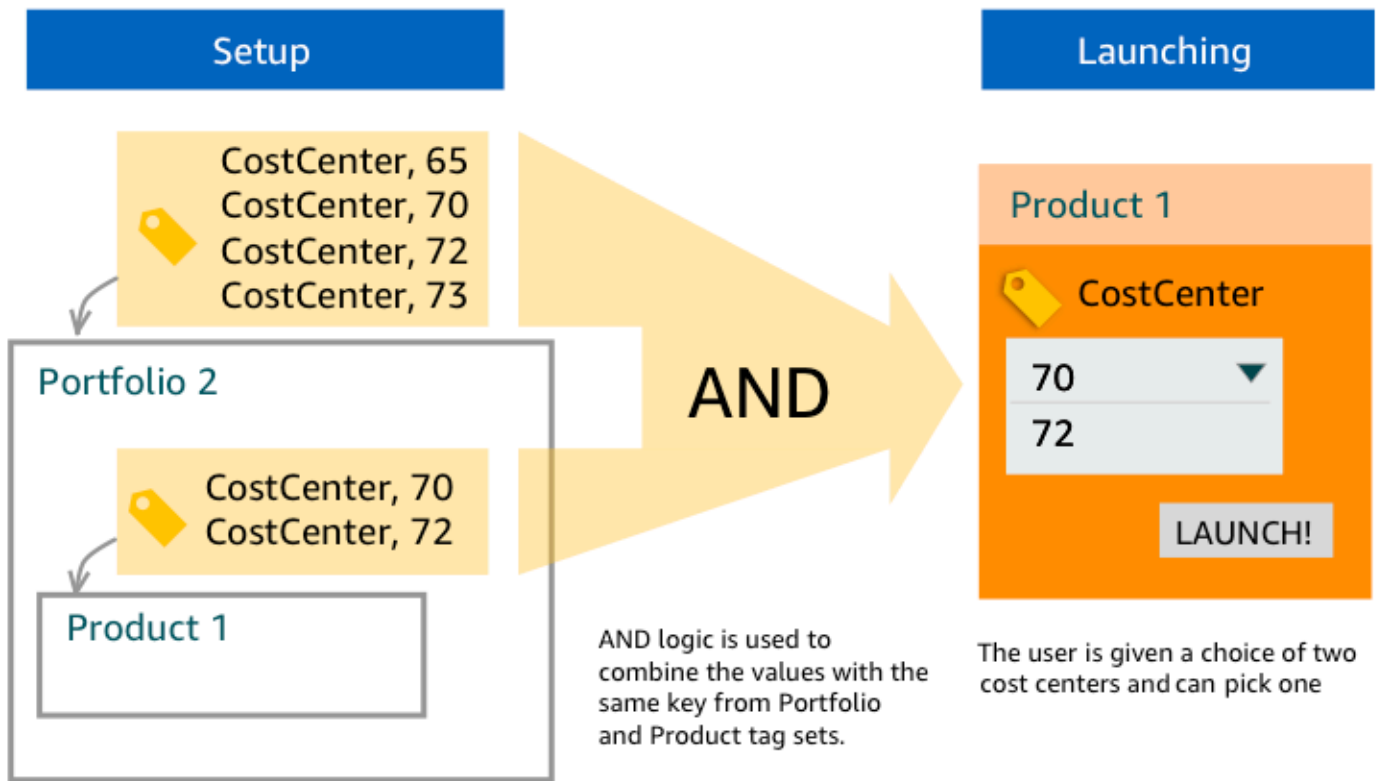 Setup
Launching
CostCenter, 65
CostCenter, 70
CostCenter, 72
CostCenter, 73
Portfolio 2
CostCenter, 70
CostCenter, 72
Product 1
AND
AND logic is used to
combine the values with the
same key from Portfolio
and Product tag sets.
Product 1
CostCenter
70
72
LAUNCH!
The user is given a choice of two
cost centers and can pick one